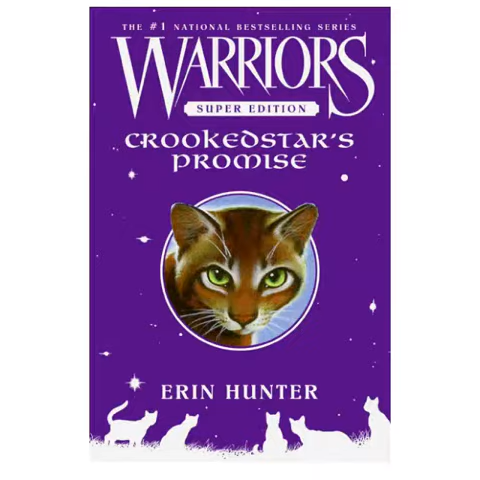 THE #1 NATIONAL BESTSELLING SERIES
WARRIORS
SUPER EDITION
CROOKEDSTAR'S
PROMISE
ERIN HUNTER